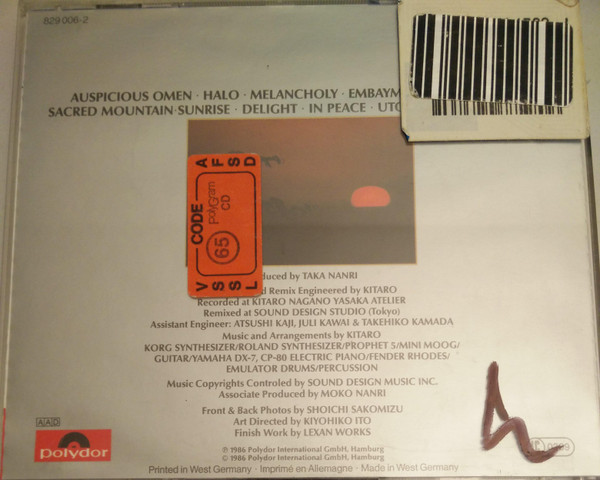 829 006-2
AUSPICIOUS OMEN · HALO · MELANCHOLY ·
SACRED MOUNTAIN SUNRISE · DELIGHT · IN PEACE ·
CODE
65
PolyGram
CD
A F S D
V S S L
by TAKA NANRI
Remix Engineered by KITARO
Recorded at KITARO NAGANO YASAKA ATELIER
Remixed at SOUND DESIGN STUDIO (Tokyo)
Assistant Engineer: ATSUSHI KAJI, JULI KAWAI & TAKEHIKO KAMADA
Music and Arrangements by KITARO
KORG SYNTHESIZER/ROLAND SYNTHESIZER/PROPHET 5/MINI MOOG/
GUITAR/YAMAHA DX-7, CP-80 ELECTRIC PIANO/FENDER RHODES/
EMULATOR DRUMS/PERCUSSION
Music Copyrights Controled by SOUND DESIGN MUSIC INC.
Associate Produced by MOKO NANRI
Front & Back Photos by SHOICHI SAKOMIZU
Art Directed by KIYOHIKO ITO
Finish Work by LEXAN WORKS
℗ 1986 Polydor International GmbH, Hamburg
© 1986 Polydor International GmbH, Hamburg
Printed in West Germany · Imprimé en Allemagne · Made in West Germany
AAD
polydor